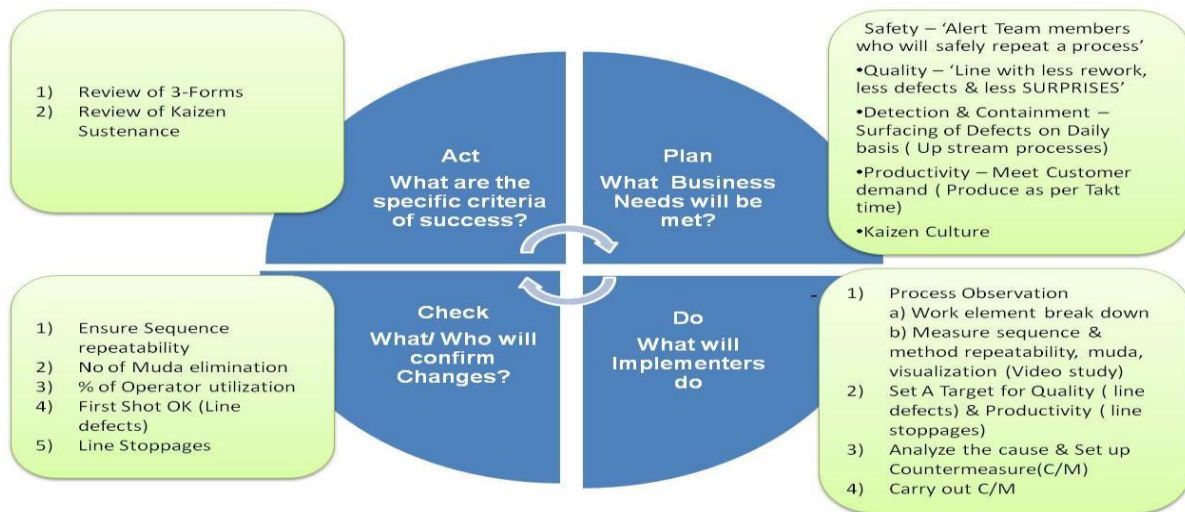 1) Review of 3-Forms
2) Review of Kaizen
Sustenance
Act
What are the
specific criteria
of success?
Plan
What Business
Needs will be
met?
Safety – ‘Alert Team members
who will safely repeat a process’
•Quality – ‘Line with less rework,
less defects & less SURPRISES’
•Detection & Containment –
Surfacing of Defects on Daily
basis ( Up stream processes)
•Productivity – Meet Customer
demand ( Produce as per Takt
time)
•Kaizen Culture
1) Ensure Sequence
repeatability
2) No of Muda elimination
3) % of Operator utilization
4) First Shot OK (Line
defects)
5) Line Stoppages
Check
What/ Who will
confirm
Changes?
Do
What will
Implementers
do
-
1) Process Observation
a) Work element break down
b) Measure sequence &
method repeatability, muda,
visualization (Video study)
2) Set A Target for Quality ( line
defects) & Productivity ( line
stoppages)
3) Analyze the cause & Set up
Countermeasure(C/M)
4) Carry out C/M